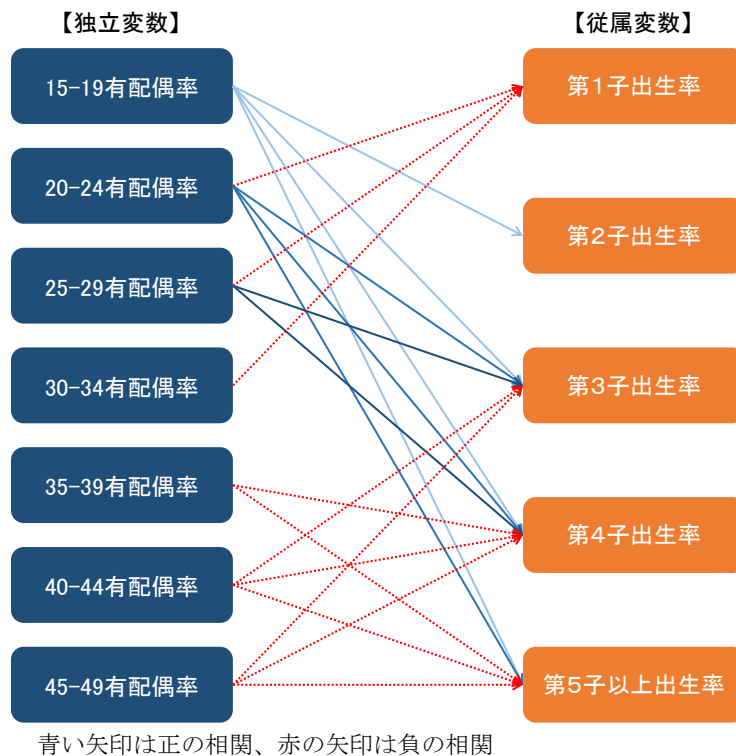 【独立変数】
【従属変数】
15-19有配偶率
20-24有配偶率
25-29有配偶率
30-34有配偶率
35-39有配偶率
40-44有配偶率
45-49有配偶率
第１子出生率
第２子出生率
第３子出生率
第４子出生率
第５子以上出生率
青い矢印は正の相関、赤の矢印は負の相関